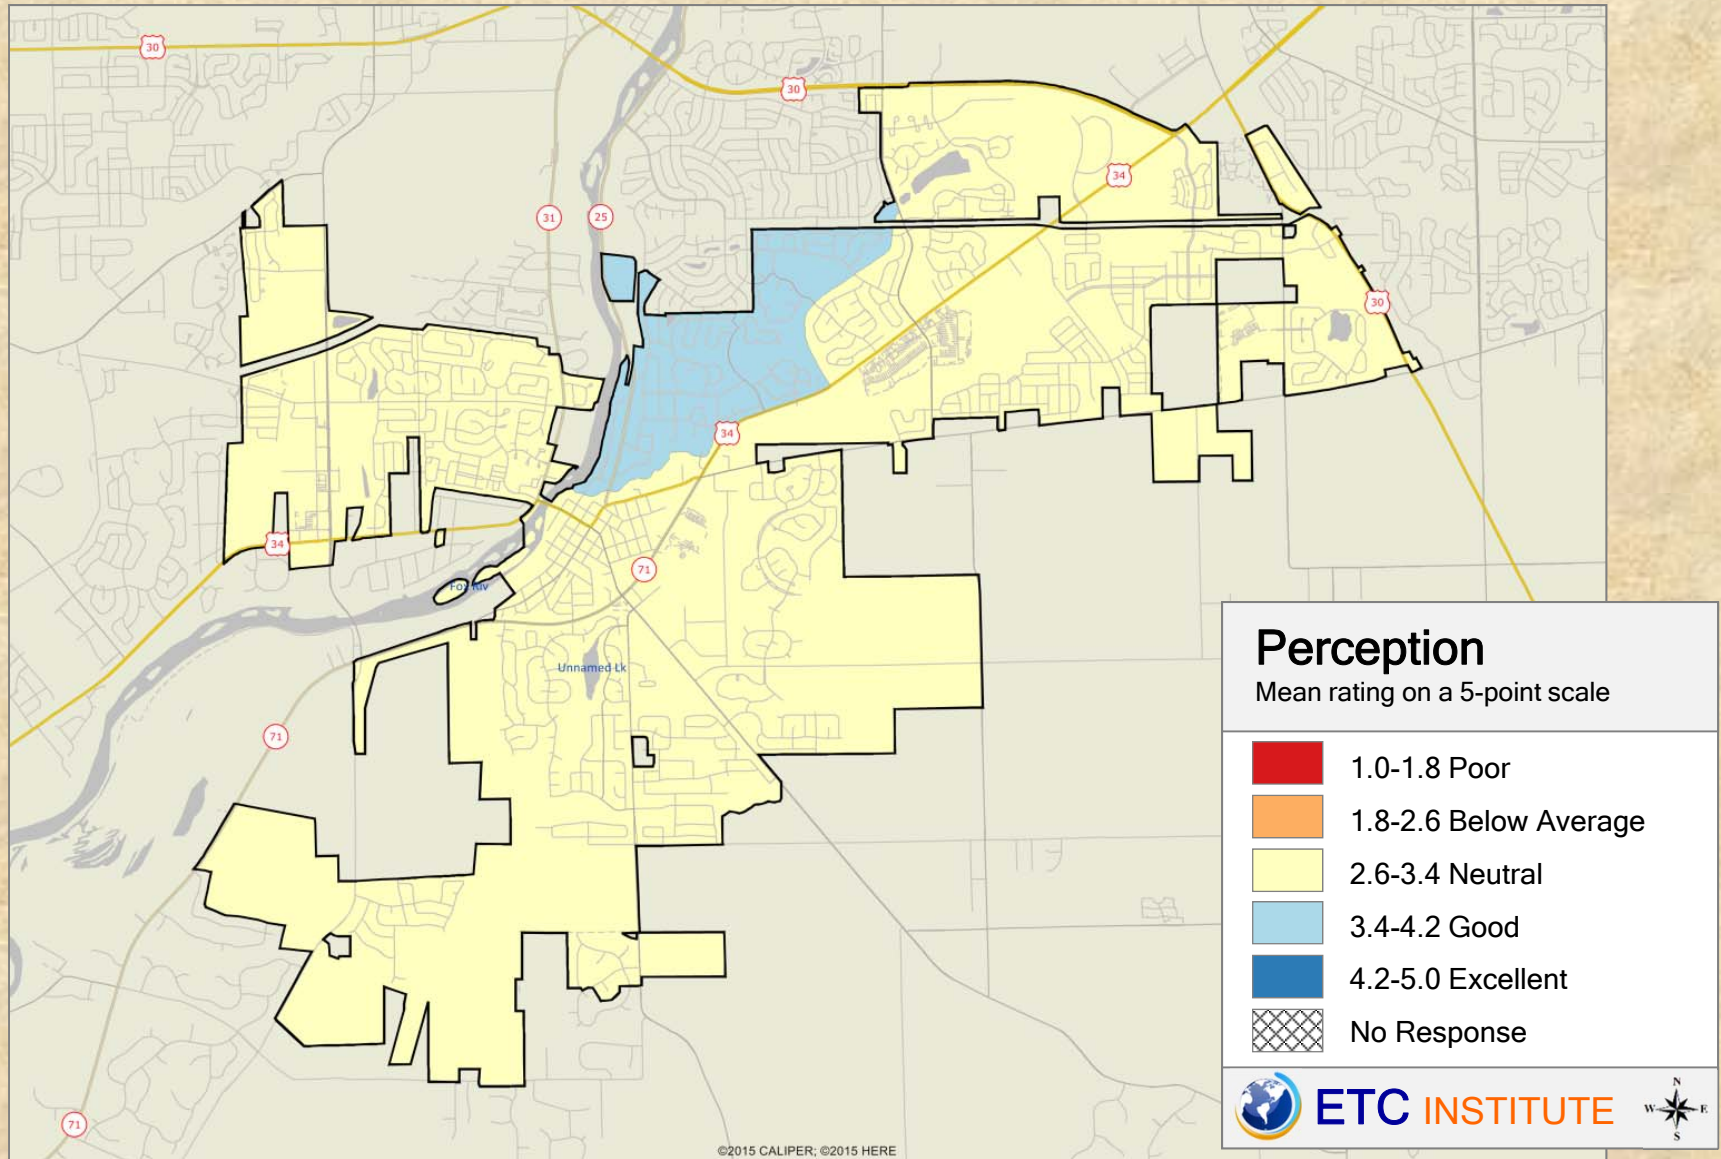 30
30
34
31
25
30
34
34
71
Fox Riv
Unnamed Lk
71
71
Perception
Mean rating on a 5-point scale
1.0-1.8 Poor
1.8-2.6 Below Average
2.6-3.4 Neutral
3.4-4.2 Good
4.2-5.0 Excellent
No Response
ETC INSTITUTE
N
W E
S
©2015 CALIPER; ©2015 HERE